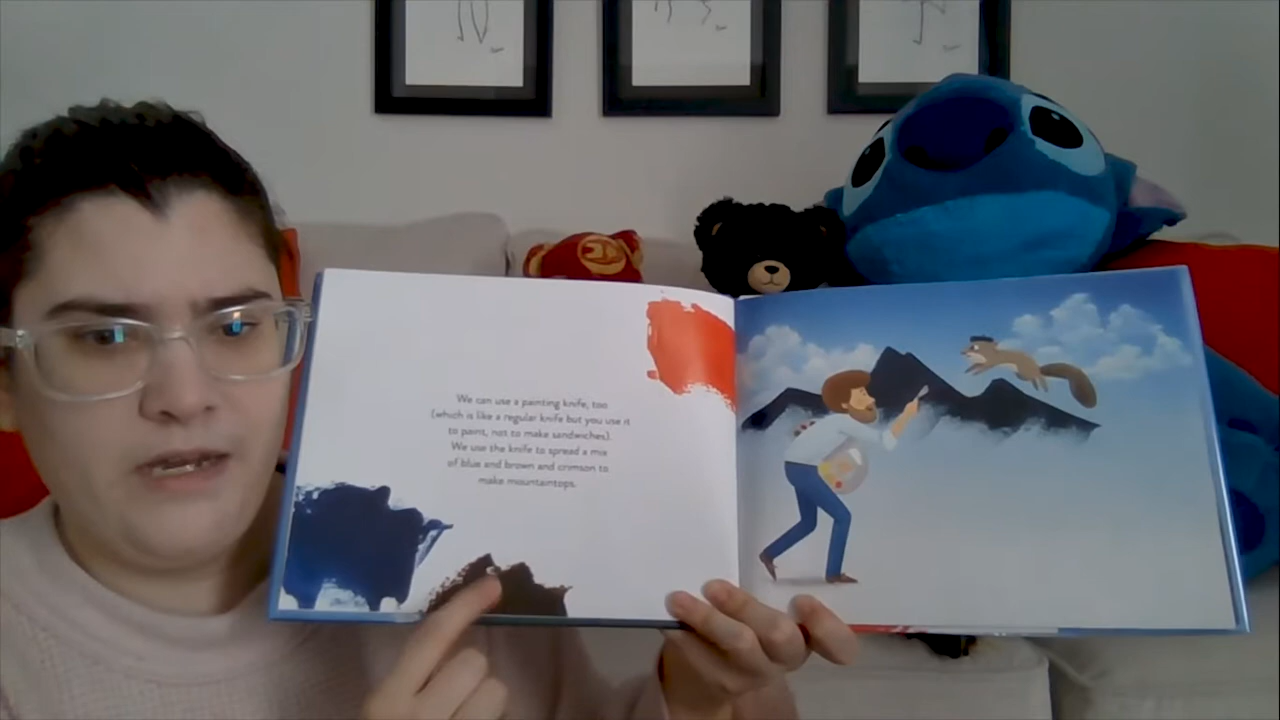 We can use a painting knife, too
(which is like a regular knife but you use it
to paint, not to make sandwiches).
We use the knife to spread a mix
of blue and brown and crimson to
make mountaintops.